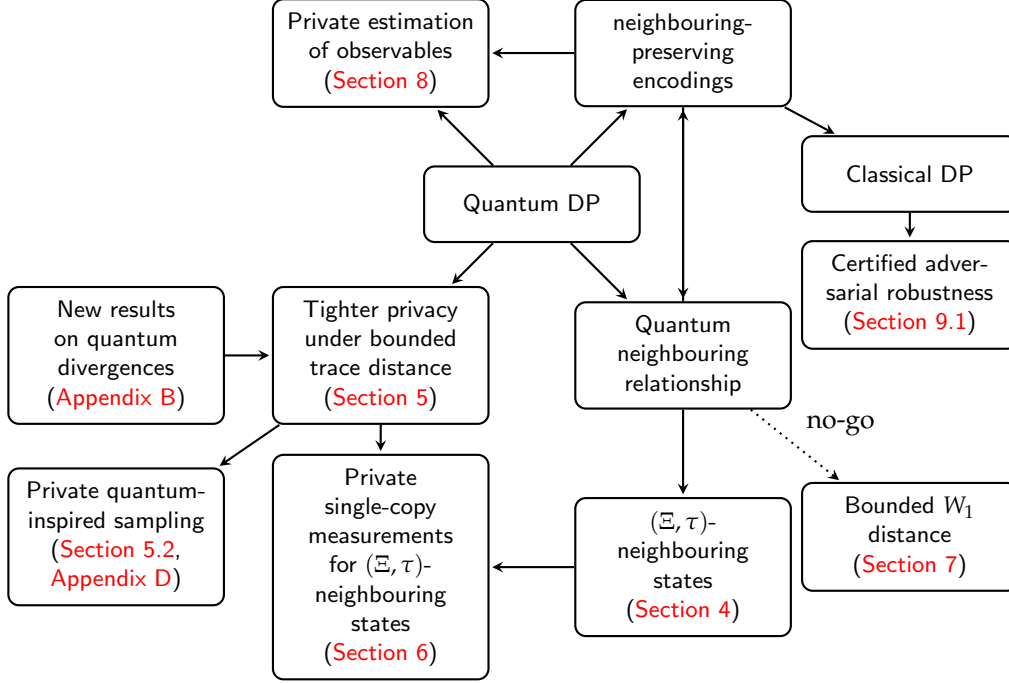 Private estimation
of observables
(Section 8)
neighbouring-
preserving
encodings
Quantum DP
Classical DP
Certified adver-
sarial robustness
(Section 9.1)
New results
on quantum
divergences
(Appendix B)
Tighter privacy
under bounded
trace distance
(Section 5)
Quantum
neighbouring
relationship
no-go
Private quantum-
inspired sampling
(Section 5.2,
Appendix D)
Private
single-copy
measurements
for (Ξ, τ)-
neighbouring
states
(Section 6)
(Ξ, τ)-
neighbouring
states
(Section 4)
Bounded W₁
distance
(Section 7)